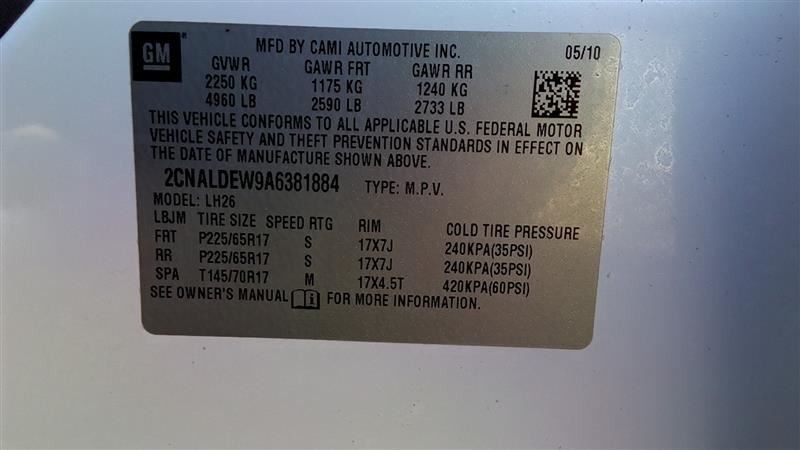 GM
MFD BY CAMI AUTOMOTIVE INC. 05/10
GVWR GAWR FRT GAWR RR
2250 KG 1175 KG 1240 KG
4960 LB 2590 LB 2733 LB
THIS VEHICLE CONFORMS TO ALL APPLICABLE U.S. FEDERAL MOTOR
VEHICLE SAFETY AND THEFT PREVENTION STANDARDS IN EFFECT ON
THE DATE OF MANUFACTURE SHOWN ABOVE.
2CNALDEW9A6381884 TYPE: M.P.V.
MODEL: LH26
LBJM TIRE SIZE SPEED RTG RIM COLD TIRE PRESSURE
FRT P225/65R17 S 17X7J 240KPA(35PSI)
RR P225/65R17 S 17X7J 240KPA(35PSI)
SPA T145/70R17 M 17X4.5T 420KPA(60PSI)
SEE OWNER'S MANUAL FOR MORE INFORMATION.